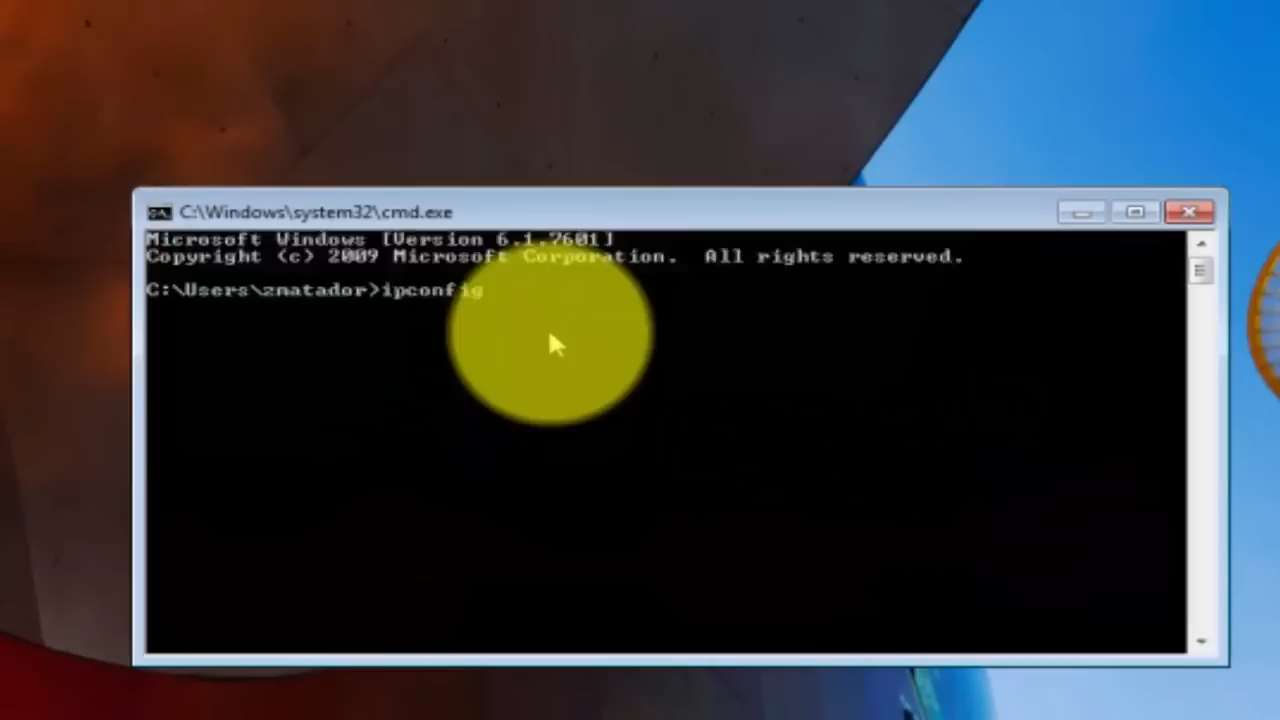 C:\Windows\system32\cmd.exe
Microsoft Windows [Version 6.1.7601]
Copyright (c) 2009 Microsoft Corporation.  All rights reserved.
C:\Users\zmatador>ipconfig